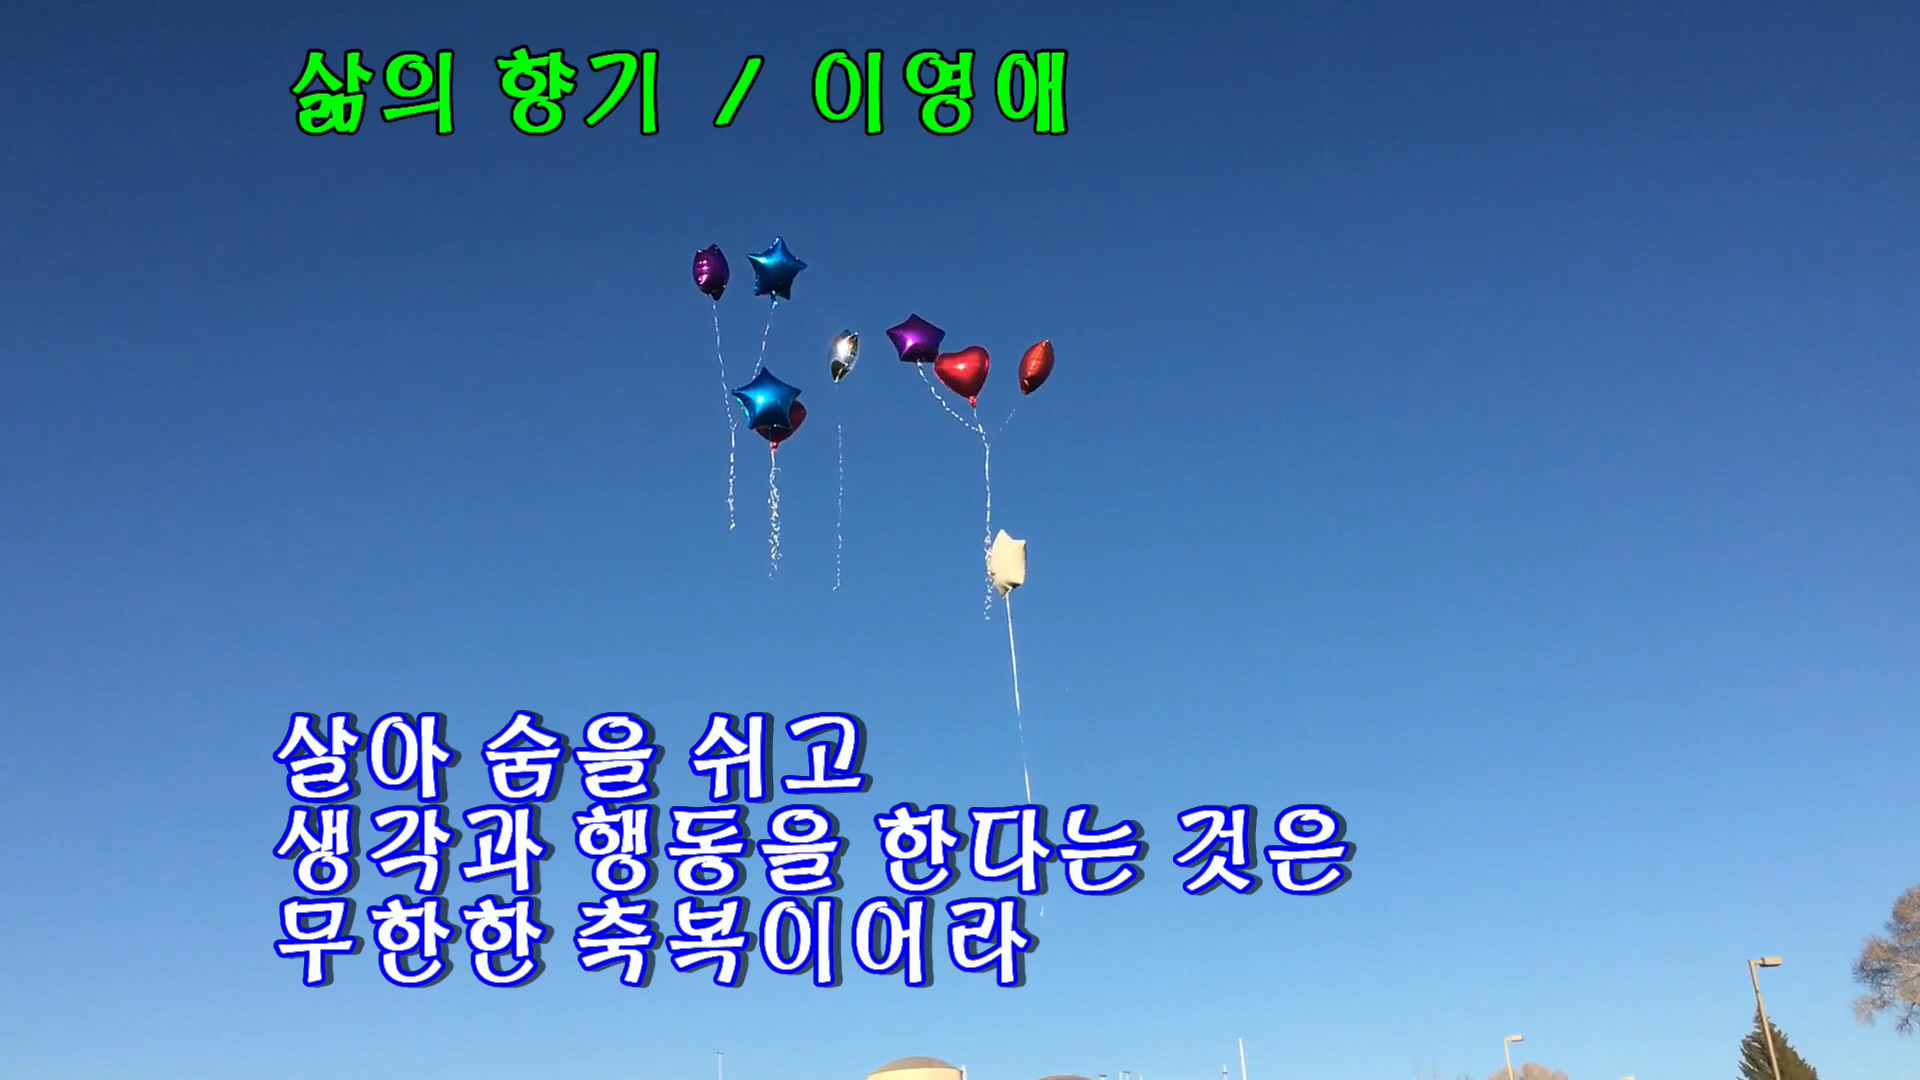 삶의 향기 / 이영애
살아 숨을 쉬고
생각과 행동을 한다는 것은
무한한 축복이어라